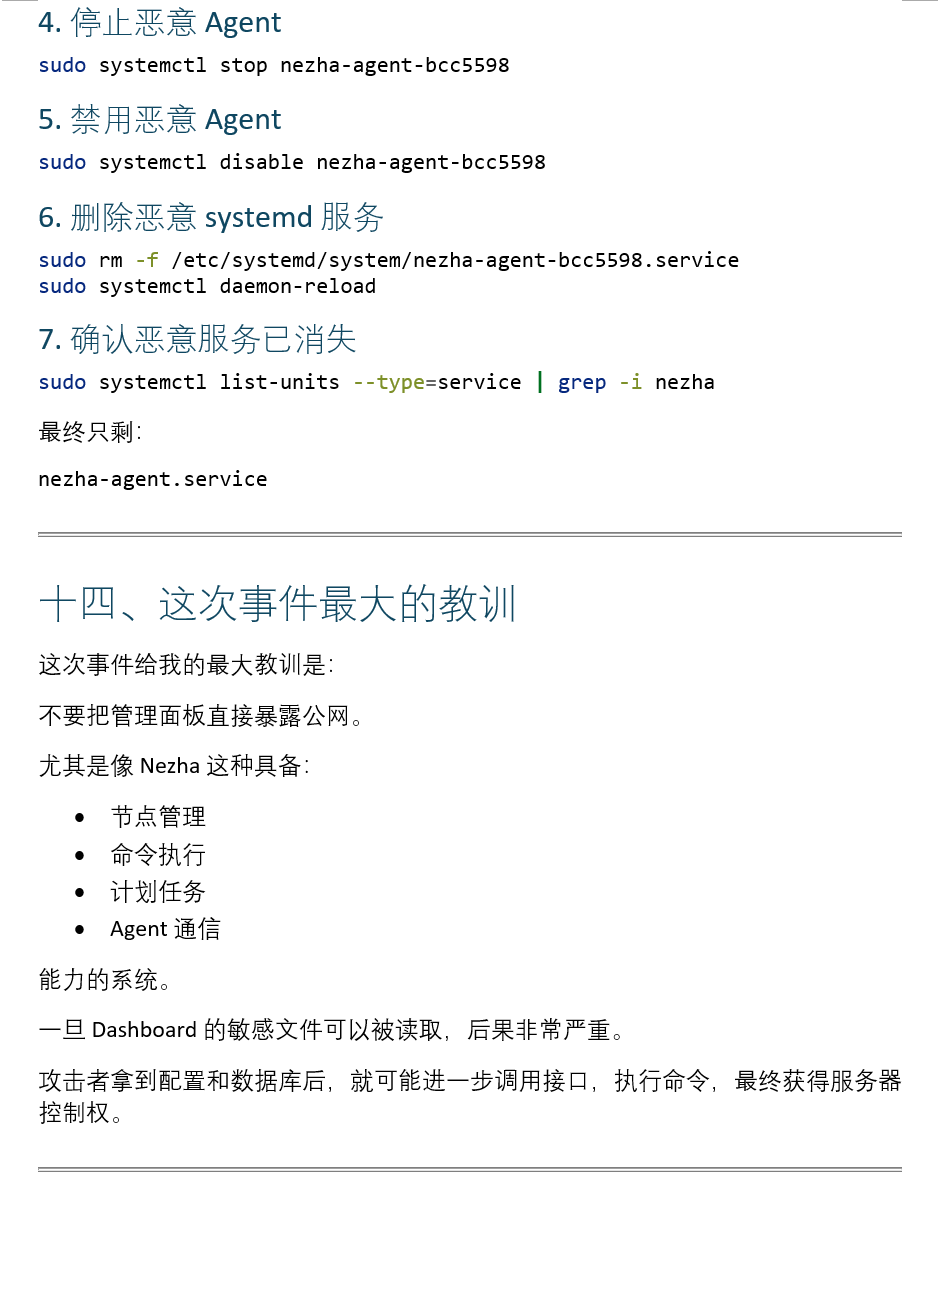 4. 停止恶意 Agent
sudo systemctl stop nezha-agent-bcc5598
5. 禁用恶意 Agent
sudo systemctl disable nezha-agent-bcc5598
6. 删除恶意 systemd 服务
sudo rm -f /etc/systemd/system/nezha-agent-bcc5598.service
sudo systemctl daemon-reload
7. 确认恶意服务已消失
sudo systemctl list-units --type=service | grep -i nezha
最终只剩：
nezha-agent.service
十四、这次事件最大的教训
这次事件给我的最大教训是：
不要把管理面板直接暴露公网。
尤其是像 Nezha 这种具备：
• 节点管理
• 命令执行
• 计划任务
• Agent 通信
能力的系统。
一旦 Dashboard 的敏感文件可以被读取，后果非常严重。
攻击者拿到配置和数据库后，就可能进一步调用接口，执行命令，最终获得服务器
控制权。